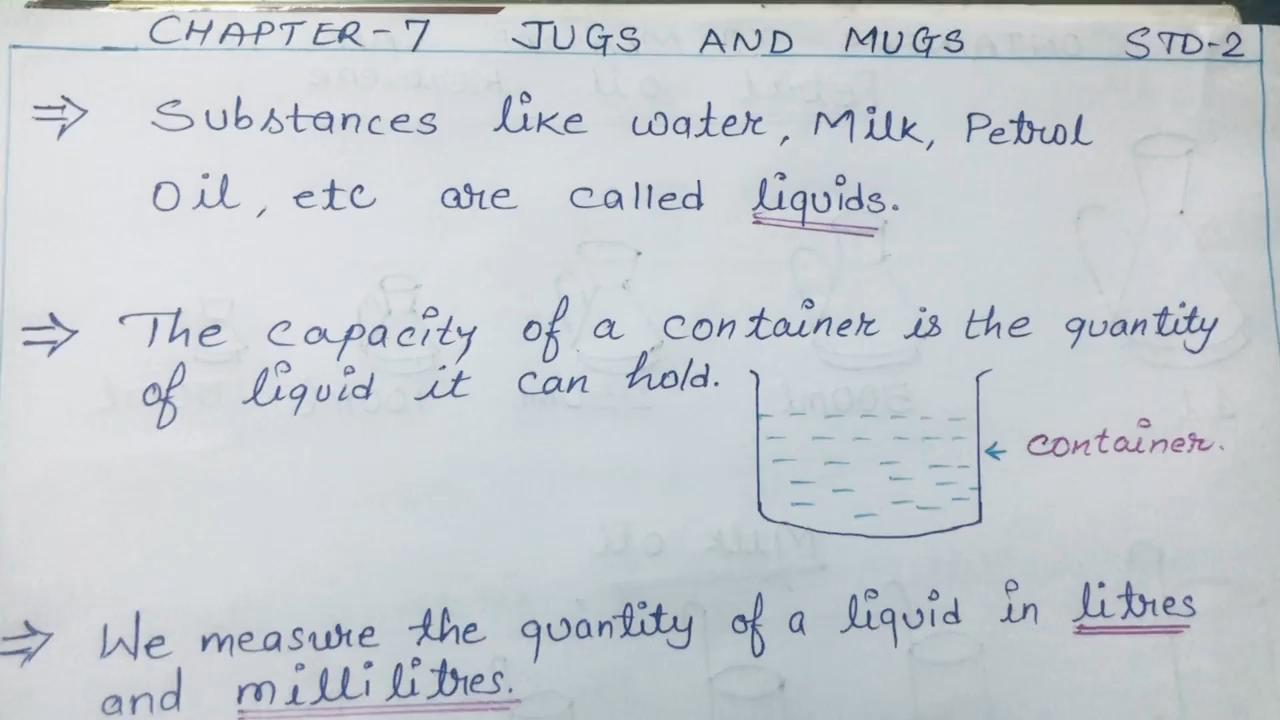 CHAPTER-7 JUGS AND MUGS STD-2
⇒ Substances like water, Milk, Petrol
Oil, etc are called liquids.
⇒ The capacity of a container is the quantity
of liquid it can hold.
← container.
⇒ We measure the quantity of a liquid in litres
and millilitres.